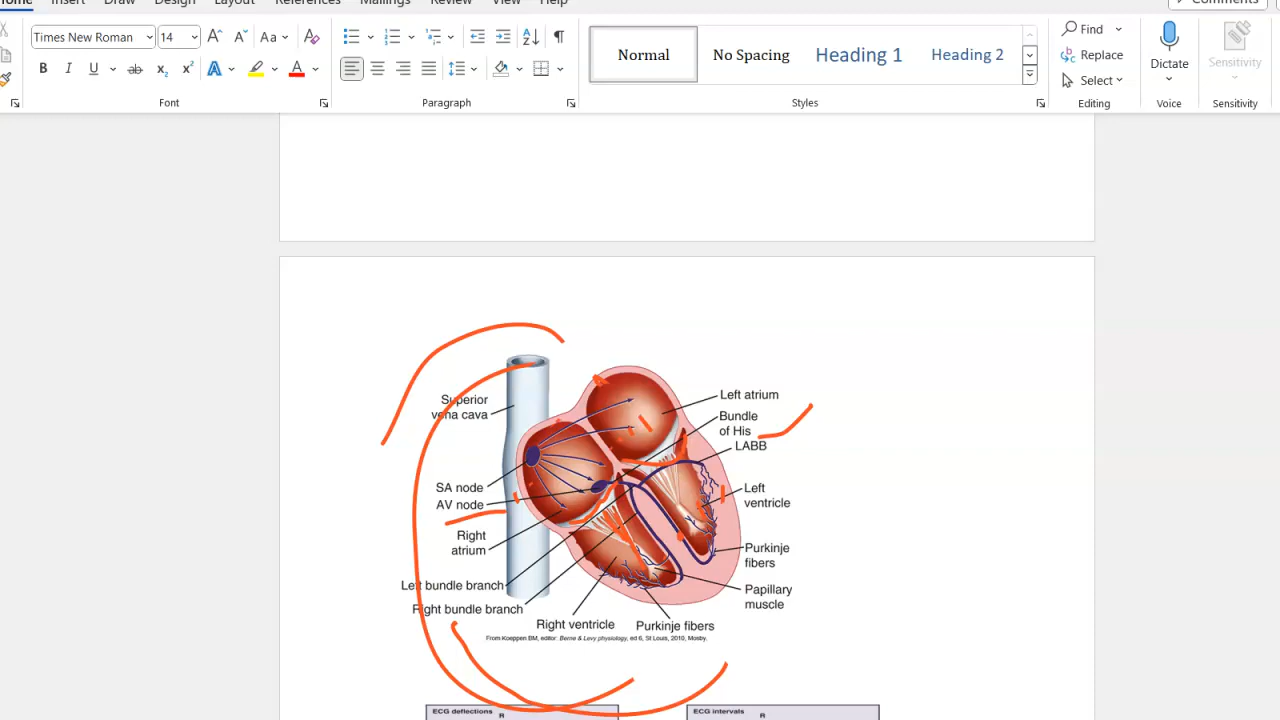 Home Insert Draw Design Layout References Mailings Review View Help
Comments
Times New Roman 14 Aa
Find
Replace
Select
Normal
No Spacing
Heading 1
Heading 2
Dictate
Sensitivity
Font
Paragraph
Styles
Editing
Voice
Sensitivity
Superior
vena cava
SA node
AV node
Right
atrium
Left bundle branch
Right bundle branch
Right ventricle
Purkinje fibers
Left atrium
Bundle
of His
LABB
Left
ventricle
Purkinje
fibers
Papillary
muscle
From Koeppen BM, editor: Berne & Levy physiology, ed 6, St Louis, 2010, Mosby.
ECG deflections
R
ECG intervals
R